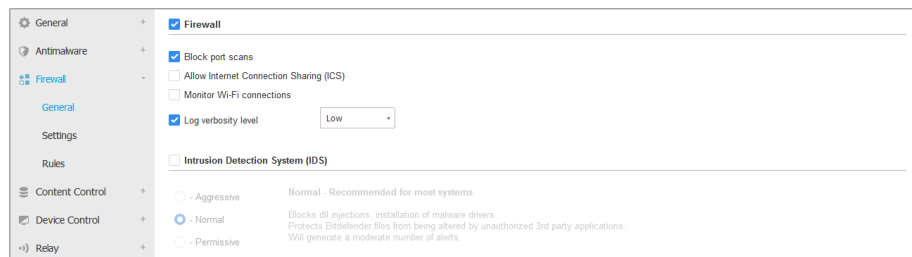 General +
Antimalware +
Firewall -
General
Settings
Rules
Content Control +
Device Control +
Relay +
Firewall
Block port scans
Allow Internet Connection Sharing (ICS)
Monitor Wi-Fi connections
Log verbosity level Low
Intrusion Detection System (IDS)
- Aggressive
- Normal
- Permissive
Normal - Recommended for most systems
Blocks dll injections, installation of malware drivers.
Protects Bitdefender files from being altered by unauthorized 3rd party applications.
Will generate a moderate number of alerts.